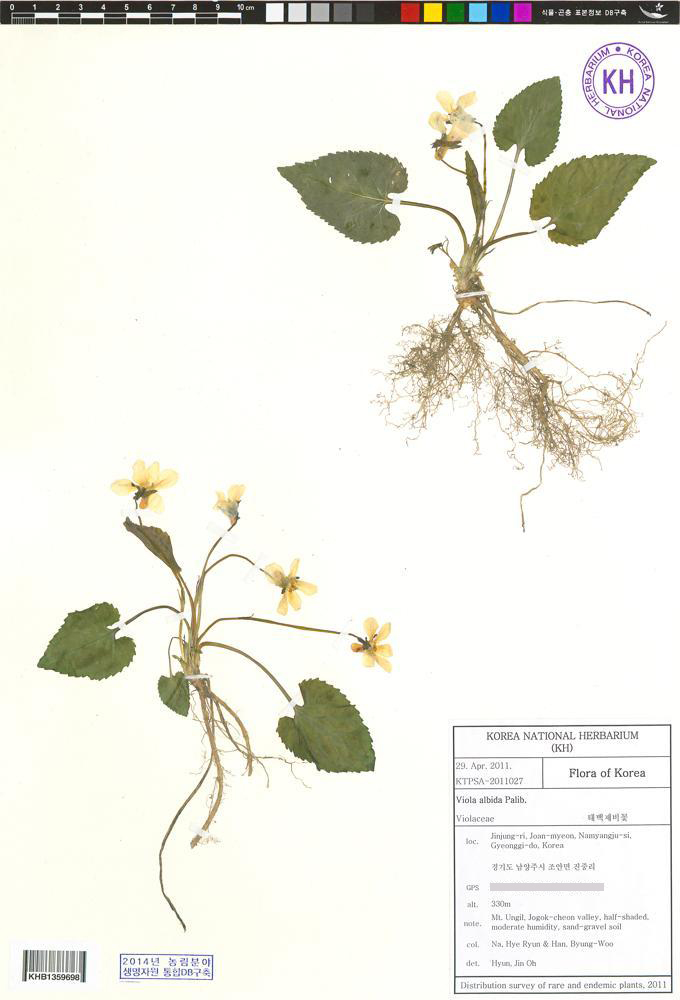 0 1 2 3 4 5 6 7 8 9 10 cm
식물·곤충 표본정보 DB구축
KOREA NATIONAL HERBARIUM
KH
KOREA NATIONAL HERBARIUM
(KH)
29. Apr. 2011.
KTPSA-2011027
Flora of Korea
Viola albida Palib.
Violaceae 태백제비꽃
loc. Jinjung-ri, Joan-myeon, Namyangju-si,
Gyeonggi-do, Korea
경기도 남양주시 조안면 진중리
GPS
alt. 330m
note. Mt. Ungil, Jogok-cheon valley, half-shaded,
moderate humidity, sand-gravel soil
col. Na, Hye Ryun & Han, Byung-Woo
det. Hyun, Jin Oh
Distribution survey of rare and endemic plants, 2011
KHB1359698
2014년 농림분야
생명자원 통합DB구축